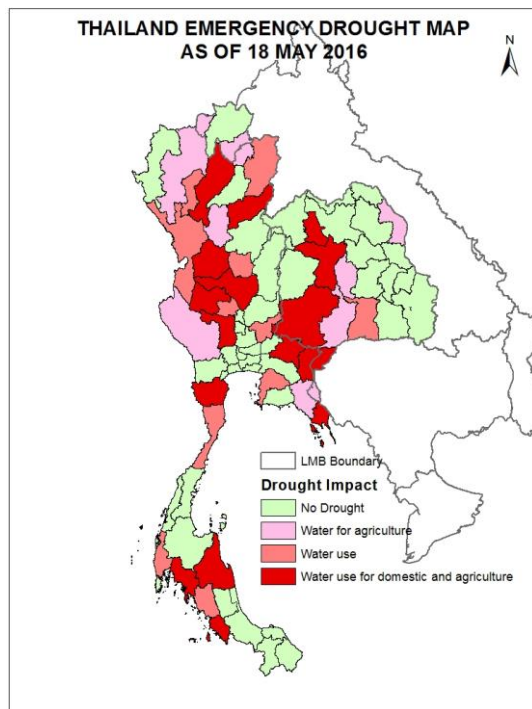 THAILAND EMERGENCY DROUGHT MAP
AS OF 18 MAY 2016
N
LMB Boundary
Drought Impact
No Drought
Water for agriculture
Water use
Water use for domestic and agriculture